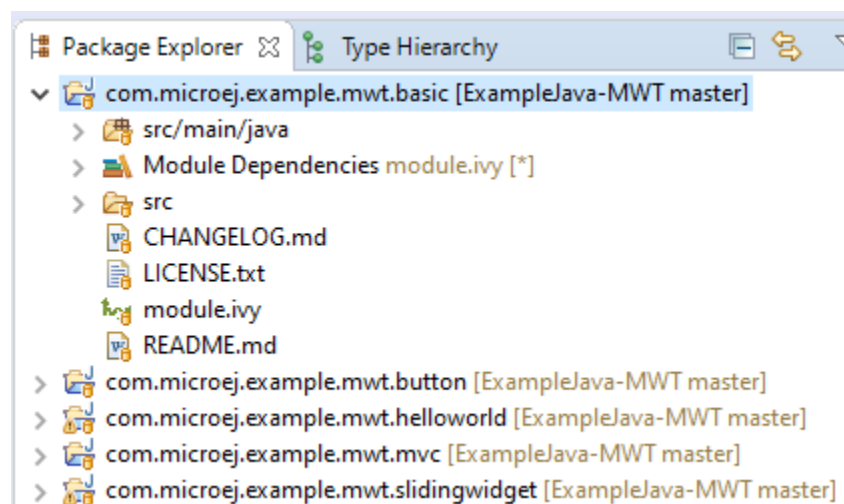 Package Explorer Type Hierarchy
com.microej.example.mwt.basic [ExampleJava-MWT master]
src/main/java
Module Dependencies module.ivy [*]
src
CHANGELOG.md
LICENSE.txt
module.ivy
README.md
com.microej.example.mwt.button [ExampleJava-MWT master]
com.microej.example.mwt.helloworld [ExampleJava-MWT master]
com.microej.example.mwt.mvc [ExampleJava-MWT master]
com.microej.example.mwt.slidingwidget [ExampleJava-MWT master]